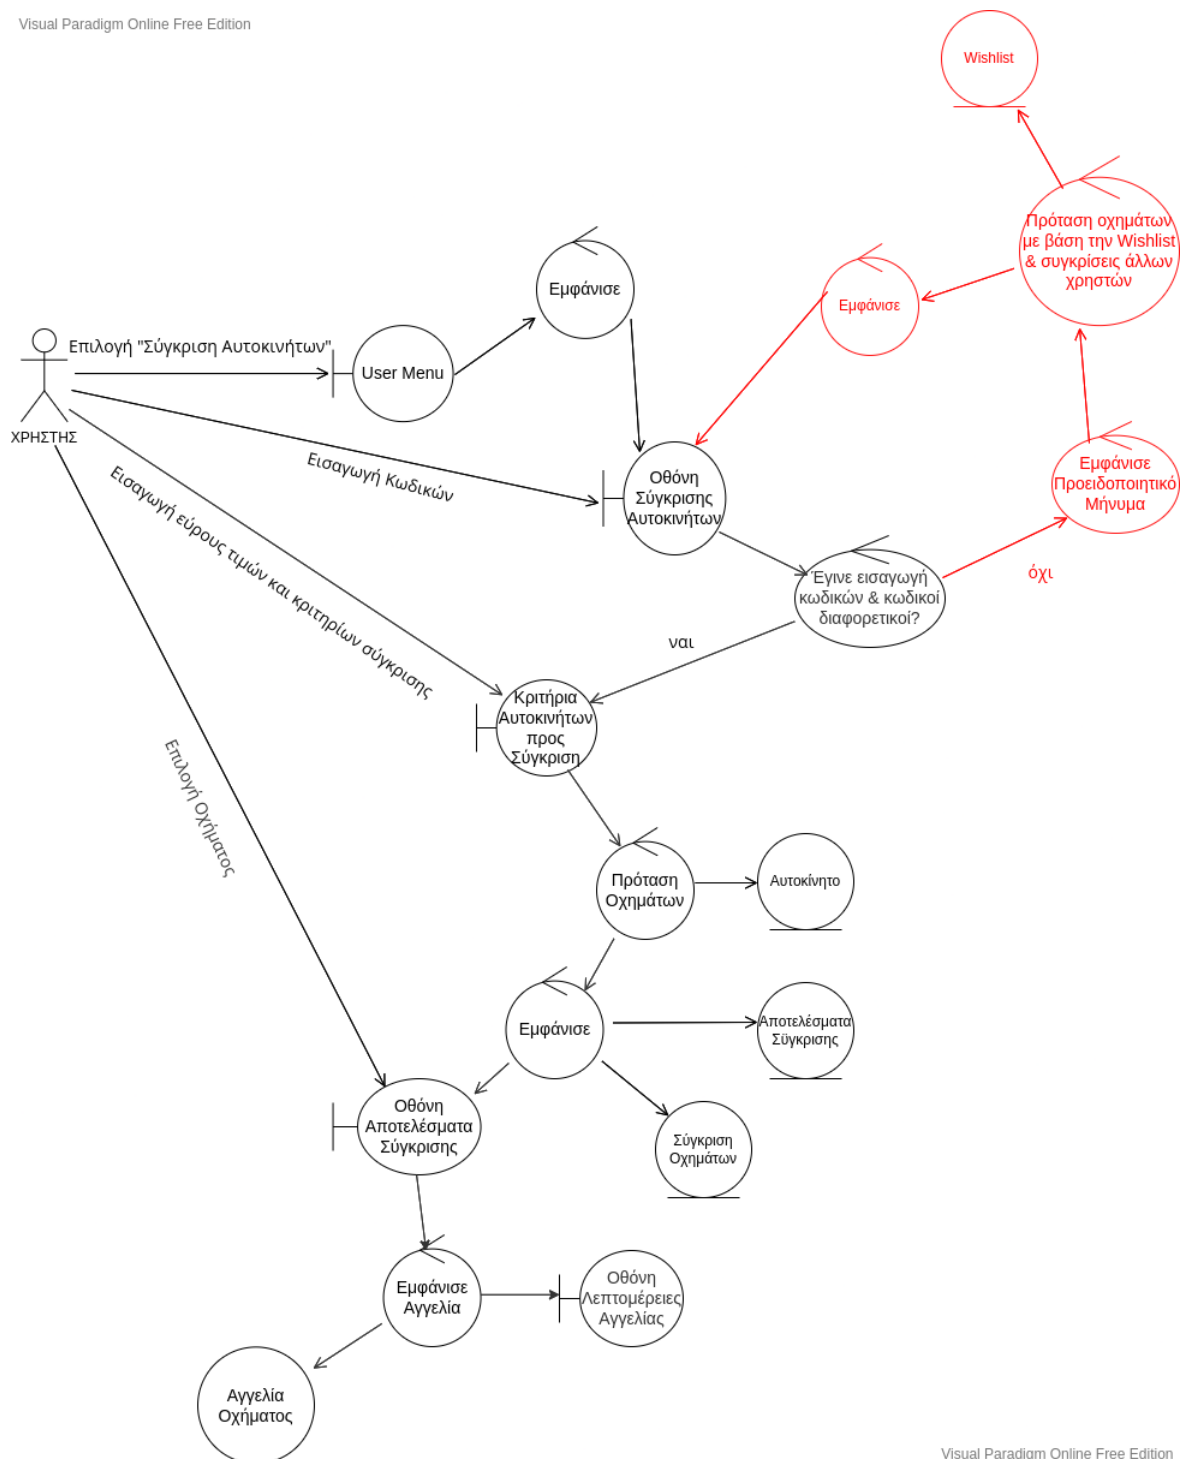 Visual Paradigm Online Free Edition
Wishlist
Πρόταση οχημάτων
με βάση την Wishlist
& συγκρίσεις άλλων
χρηστών
Εμφάνισε
Εμφάνισε
Επιλογή "Σύγκριση Αυτοκινήτων"
User Menu
ΧΡΗΣΤΗΣ
Εισαγωγή Κωδικών
Οθόνη
Σύγκρισης
Αυτοκινήτων
Εμφάνισε
Προειδοποιητικό
Μήνυμα
όχι
Έγινε εισαγωγή
κωδικών & κωδικοί
διαφορετικοί?
ναι
Εισαγωγή εύρους τιμών και κριτηρίων σύγκρισης
Κριτήρια
Αυτοκινήτων
προς
Σύγκριση
Επιλογή Οχήματος
Πρόταση
Οχημάτων
Αυτοκίνητο
Εμφάνισε
Αποτελέσματα
Σϋγκρισης
Οθόνη
Αποτελέσματα
Σύγκρισης
Σύγκριση
Οχημάτων
Εμφάνισε
Αγγελία
Οθόνη
Λεπτομέρειες
Αγγελίας
Αγγελία
Οχήματος
Visual Paradigm Online Free Edition